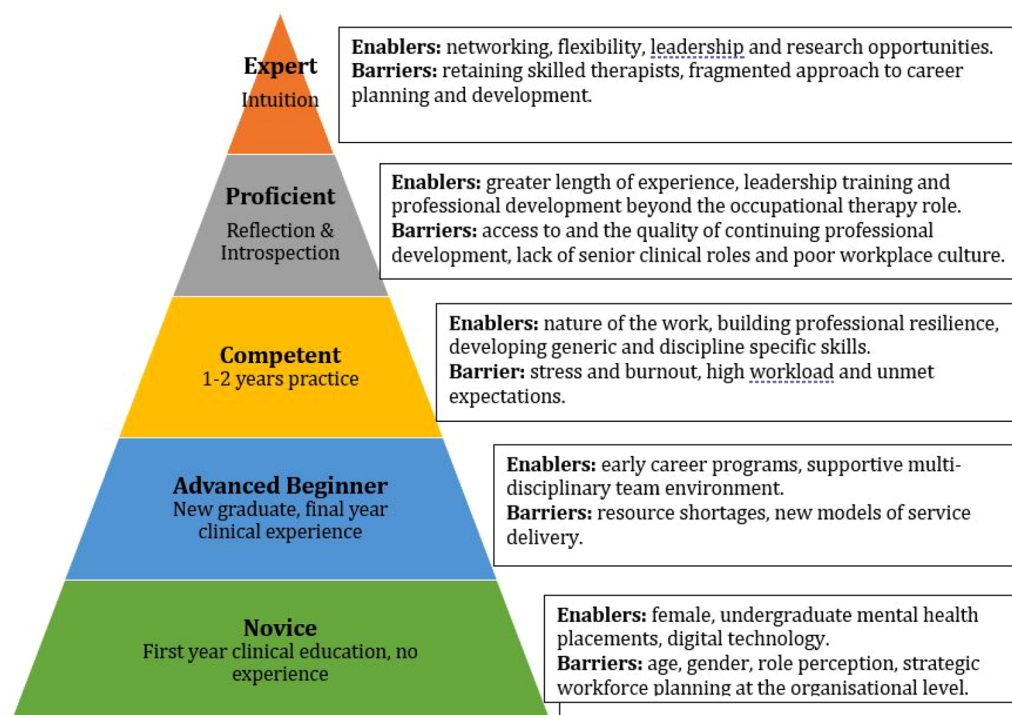 Expert
Intuition
Enablers: networking, flexibility, leadership and research opportunities.
Barriers: retaining skilled therapists, fragmented approach to career
planning and development.
Proficient
Reflection &
Introspection
Enablers: greater length of experience, leadership training and
professional development beyond the occupational therapy role.
Barriers: access to and the quality of continuing professional
development, lack of senior clinical roles and poor workplace culture.
Competent
1-2 years practice
Enablers: nature of the work, building professional resilience,
developing generic and discipline specific skills.
Barrier: stress and burnout, high workload and unmet
expectations.
Advanced Beginner
New graduate, final year
clinical experience
Enablers: early career programs, supportive multi-
disciplinary team environment.
Barriers: resource shortages, new models of service
delivery.
Novice
First year clinical education, no
experience
Enablers: female, undergraduate mental health
placements, digital technology.
Barriers: age, gender, role perception, strategic
workforce planning at the organisational level.